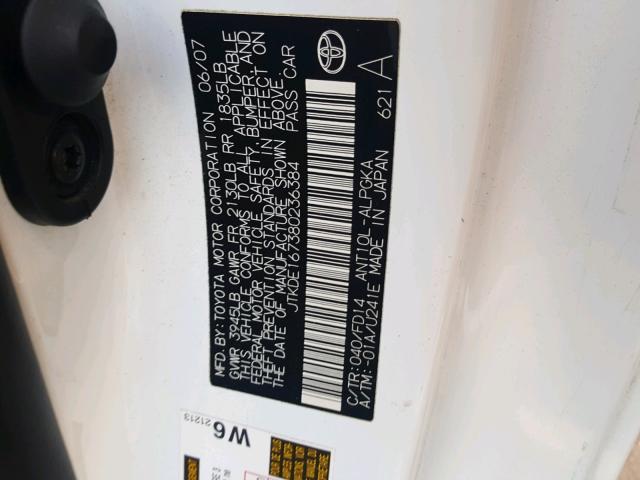 MFD.BY:TOYOTA MOTOR CORPORATION 06/07
GVWR 3945LB GAWR FR 2130LB RR 1835LB
THIS VEHICLE CONFORMS TO ALL APPLICABLE
FEDERAL MOTOR VEHICLE SAFETY, BUMPER, AND
THEFT PREVENTION STANDARDS IN EFFECT ON
THE DATE OF MANUFACTURE SHOWN ABOVE.
JTKDE167380236384 PASS CAR
C/TR:040/FD14 ANT10L-ALPGKA
A/TM:-01A/U241E MADE IN JAPAN 621 A
W6
21213